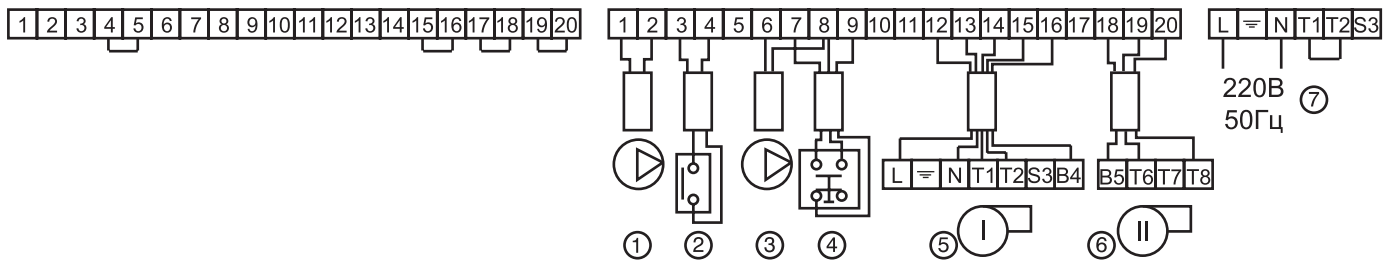 1 2 3 4 5 6 7 8 9 10 11 12 13 14 15 16 17 18 19 20 1 2 3 4 5 6 7 8 9 10 11 12 13 14 15 16 17 18 19 20 L N T1 T2 S3
220В
50Гц
7
L N T1 T2 S3 B4 B5 T6 T7 T8
1 2 3 4 5 I 6 II